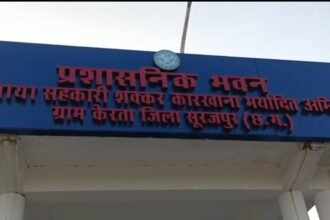 प्रशासनिक भवन
सहकारी शक्कर कारखाना मर्यादित
ग्राम केरता जिला सूरजपुर (छ.ग.)